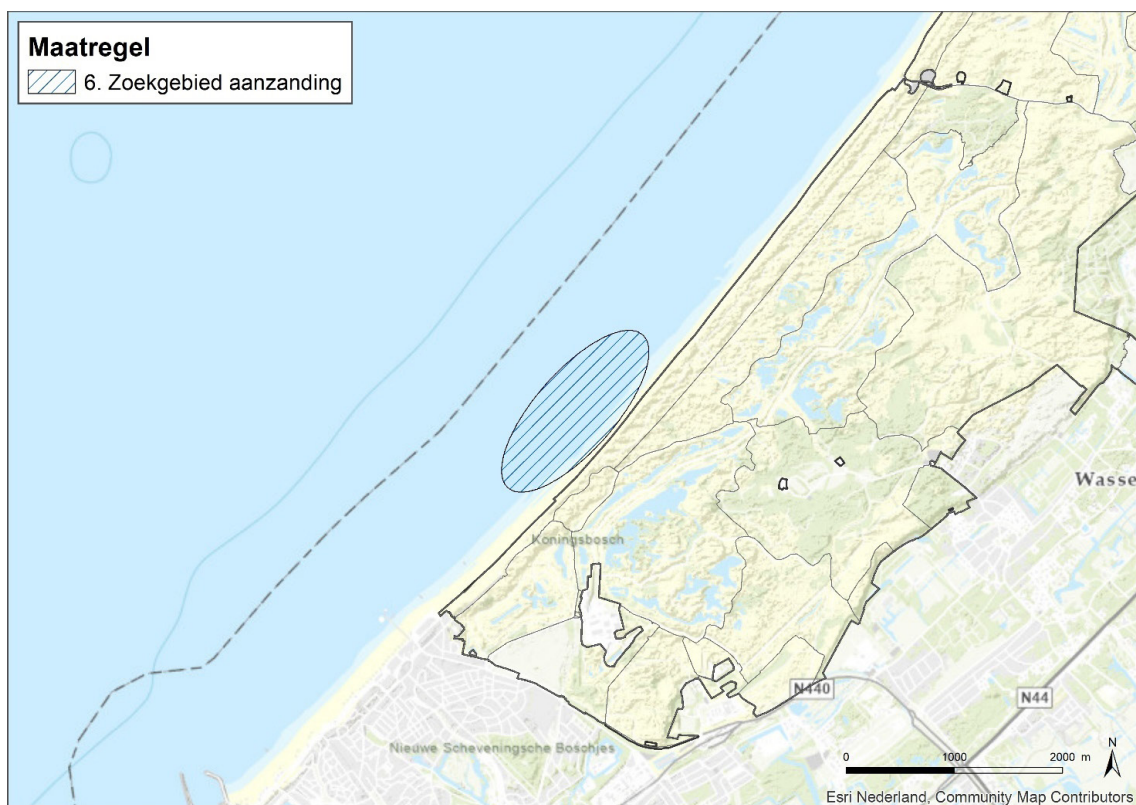 Maatregel
6. Zoekgebied aanzanding
Wasse
Koningsbosch
N440
N44
Nieuwe Scheveningsche Boschjes
0 1000 2000 m
N
Esri Nederland, Community Map Contributors